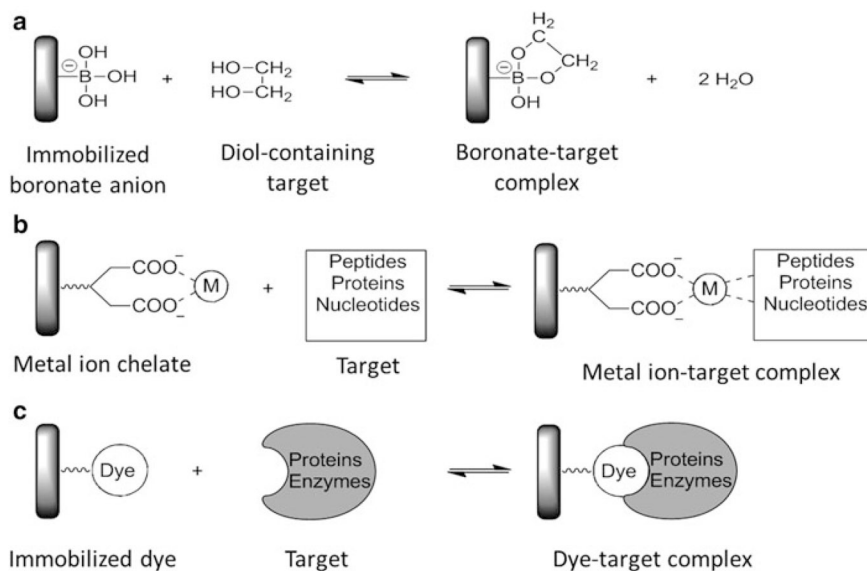 a
OH
⊖
B–OH
OH
+
HO–CH2
HO–CH2
H2
C
O
CH2
⊖
B–O
OH
+
2 H2O
Immobilized
boronate anion
Diol-containing
target
Boronate-target
complex
b
COO−
M
COO−
+
Peptides
Proteins
Nucleotides
COO−
M
COO−
Peptides
Proteins
Nucleotides
Metal ion chelate
Target
Metal ion-target complex
c
Dye
+
Proteins
Enzymes
Dye
Proteins
Enzymes
Immobilized dye
Target
Dye-target complex